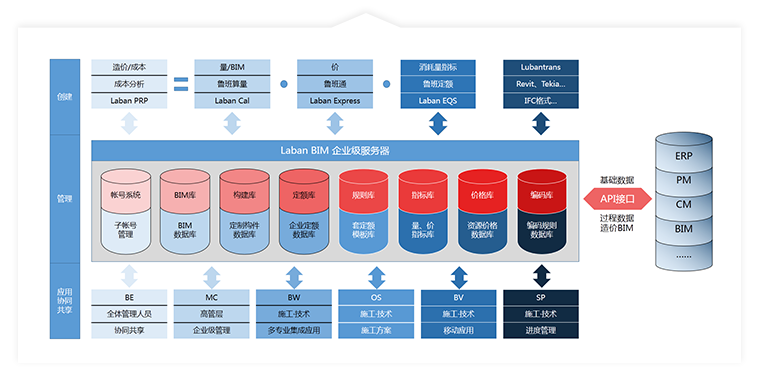 创建
造价/成本
成本分析
Laban PRP
量/BIM
鲁班算量
Laban Cal
价
鲁班通
Laban Express
消耗量指标
鲁班定额
Laban EQS
Lubantrans
Revit、Tekia...
IFC格式...
管理
Laban BIM 企业级服务器
帐号系统
子帐号
管理
BIM库
BIM
数据库
构建库
定制构件
数据库
定额库
企业定额
数据库
规则库
套定额
模板库
指标库
量、价
指标库
价格库
资源价格
数据库
编码库
编码规则
数据库
基础数据
API接口
过程数据
造价BIM
ERP
PM
CM
BIM
......
应用
协同
共享
BE
全体管理人员
协同共享
MC
高管层
企业级管理
BW
施工·技术
多专业集成应用
OS
施工·技术
施工方案
BV
施工·技术
移动应用
SP
施工·技术
进度管理